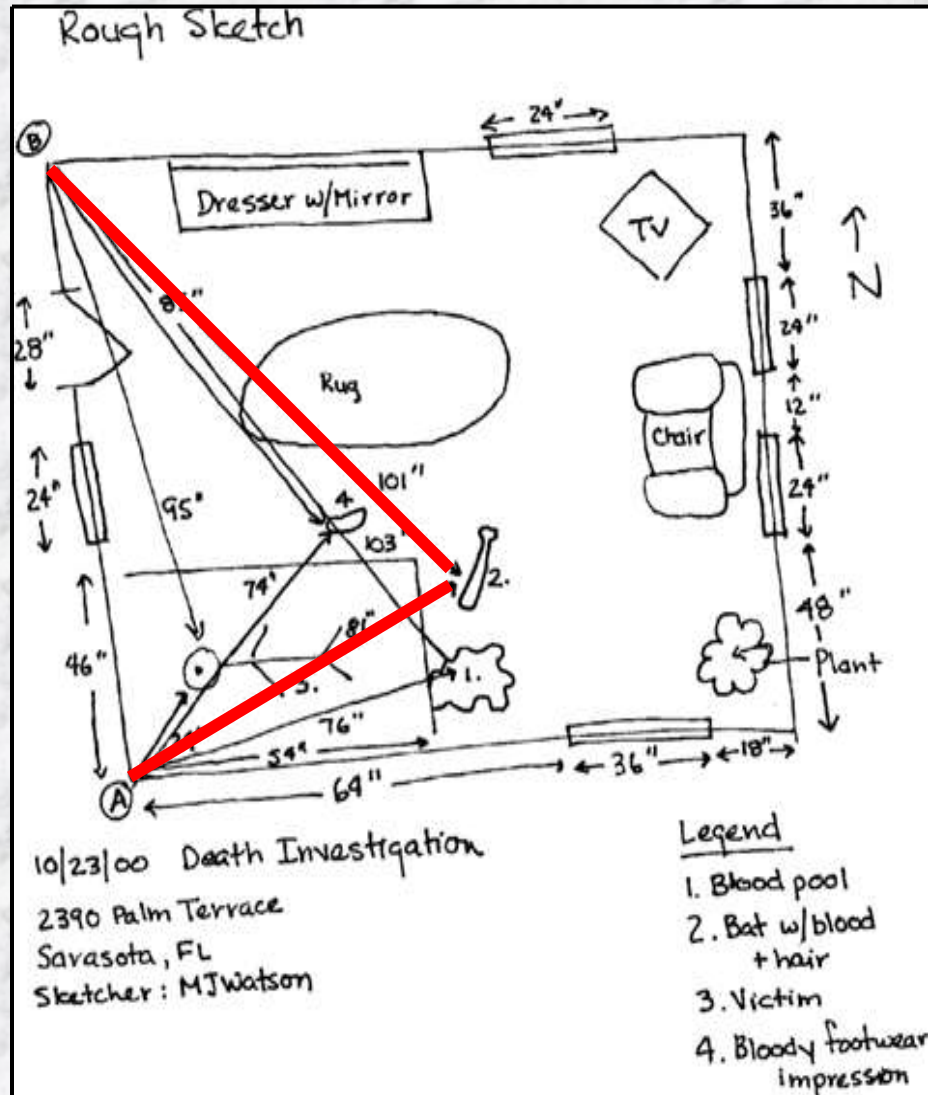 Rough Sketch
24"
B
Dresser w/Mirror
TV
36"
N
28"
24"
Rug
12"
Chair
24"
24"
101"
4
95"
103"
2.
74"
81"
48"
46"
Plant
3.
1.
76"
54"
64"
36"
18"
A
10/23/00 Death Investigation
2390 Palm Terrace
Sarasota, FL
Sketcher: MJWatson
Legend
1. Blood pool
2. Bat w/blood
+ hair
3. Victim
4. Bloody footwear
impression